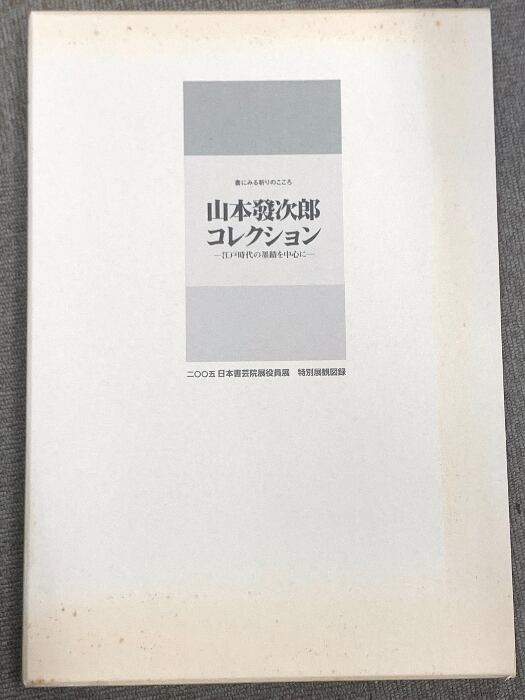 書にみる祈りのこころ
山本發次郎
コレクション
―江戸時代の墨蹟を中心に―
二〇〇五 日本書芸院展役員展　特別展観図録